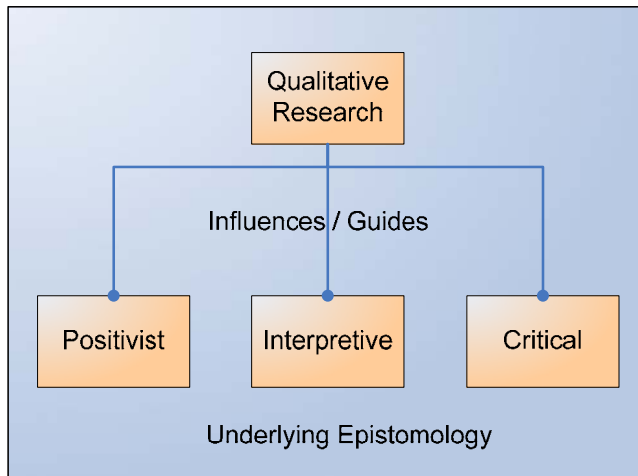 Qualitative
Research
Influences / Guides
Positivist
Interpretive
Critical
Underlying Epistomology